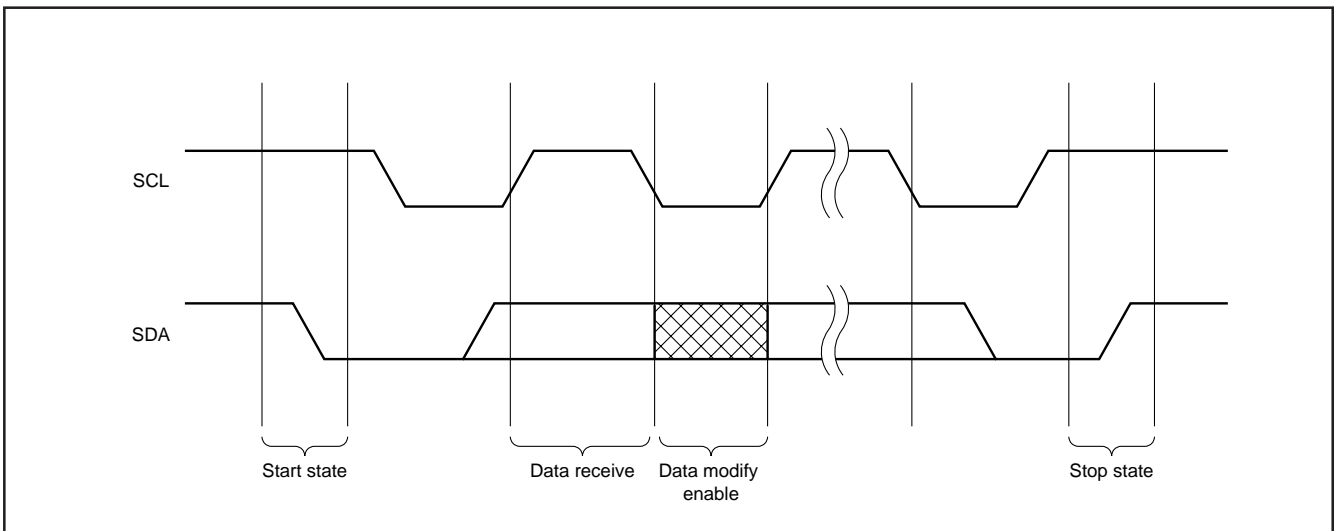 SCL
SDA
Start state
Data receive
Data modify
enable
Stop state